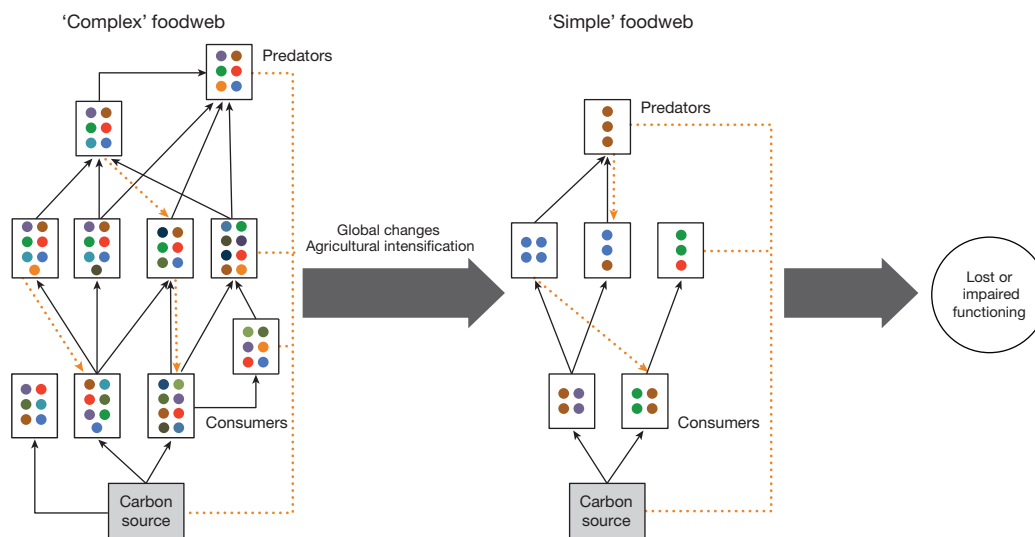 ‘Complex’ foodweb
Predators
Consumers
Carbon
source
Global changes
Agricultural intensification
‘Simple’ foodweb
Predators
Consumers
Carbon
source
Lost or
impaired
functioning